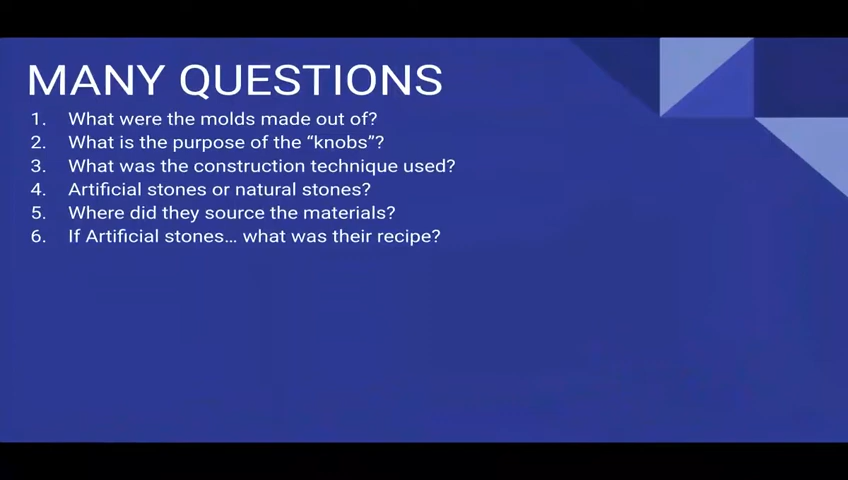 MANY QUESTIONS
1. What were the molds made out of?
2. What is the purpose of the “knobs”?
3. What was the construction technique used?
4. Artificial stones or natural stones?
5. Where did they source the materials?
6. If Artificial stones… what was their recipe?